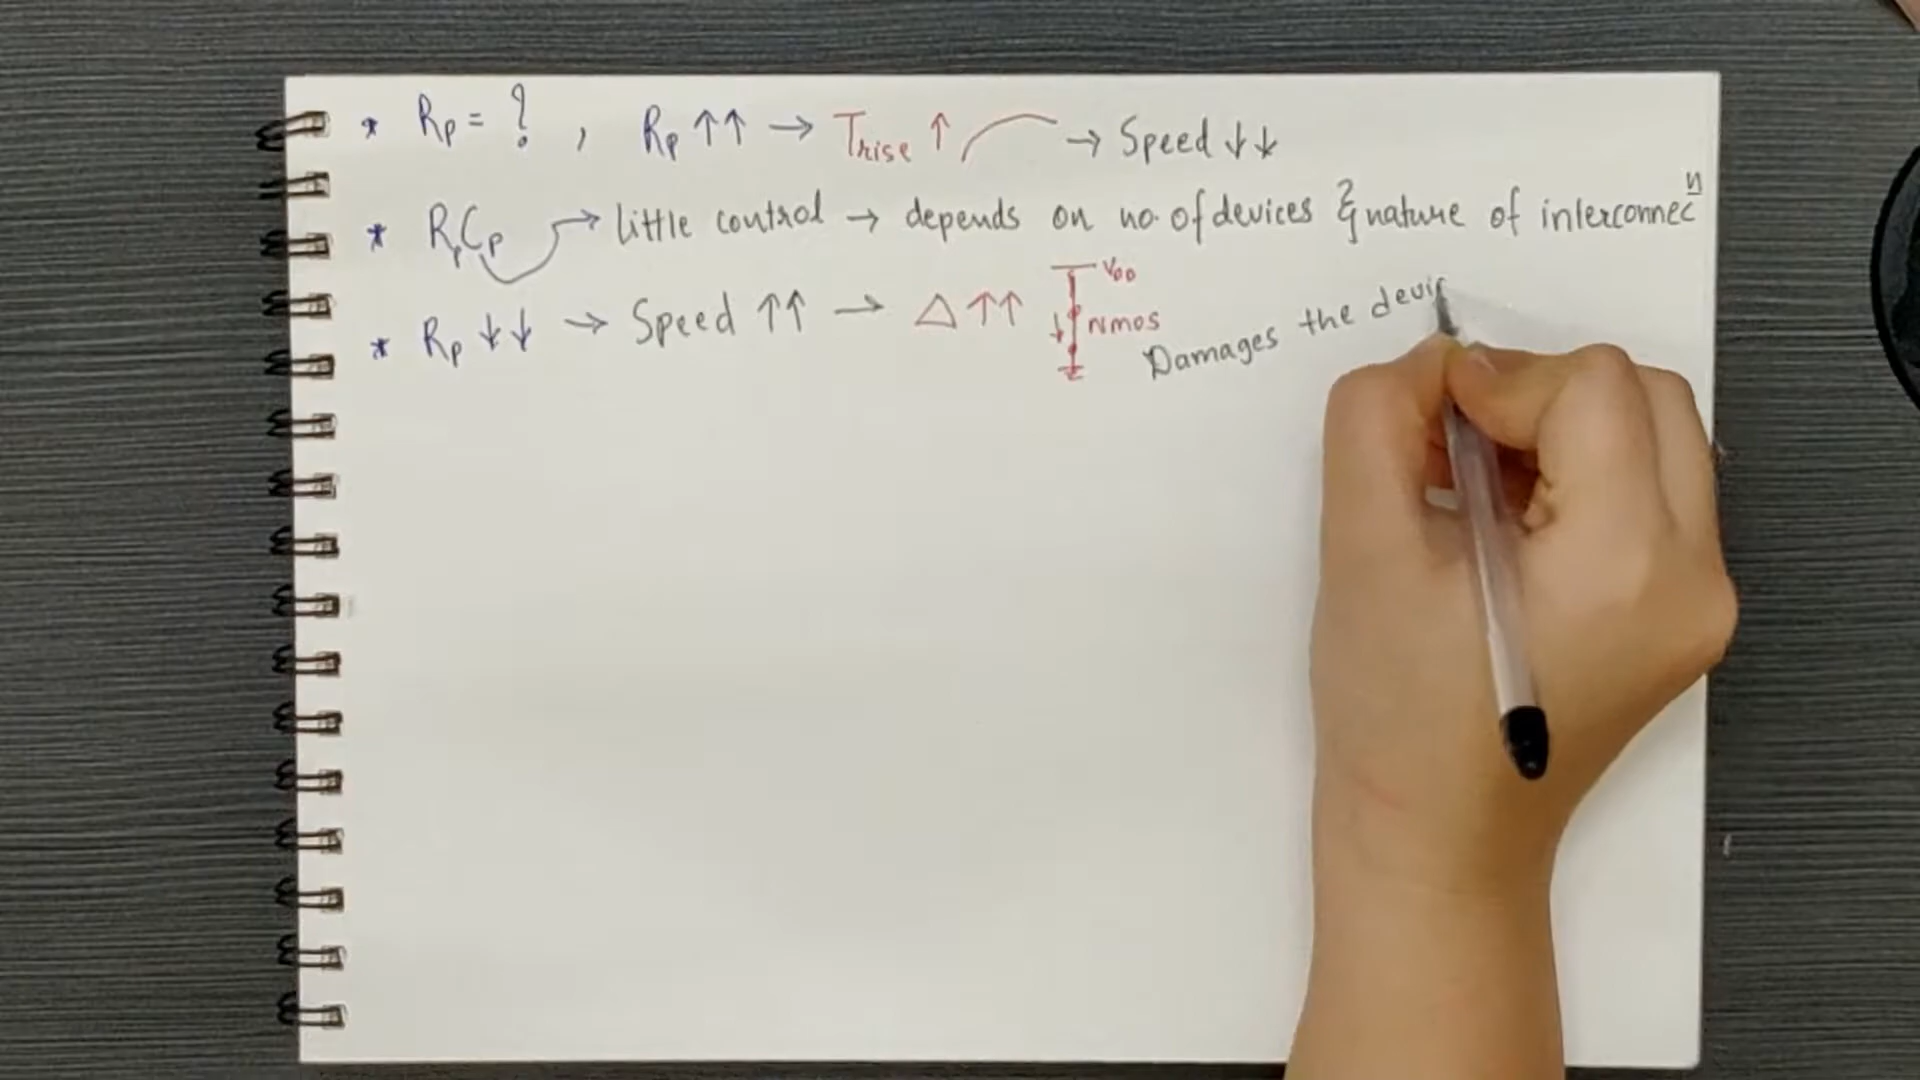 * Rp = ? , Rp ↑↑ → Trise ↑ → Speed ↓↓
* RpCp → little control → depends on no. of devices & nature of interconnecⁿ
* Rp ↓↓ → Speed ↑↑ → △ ↑↑
VDD
NMOS
Damages the devi